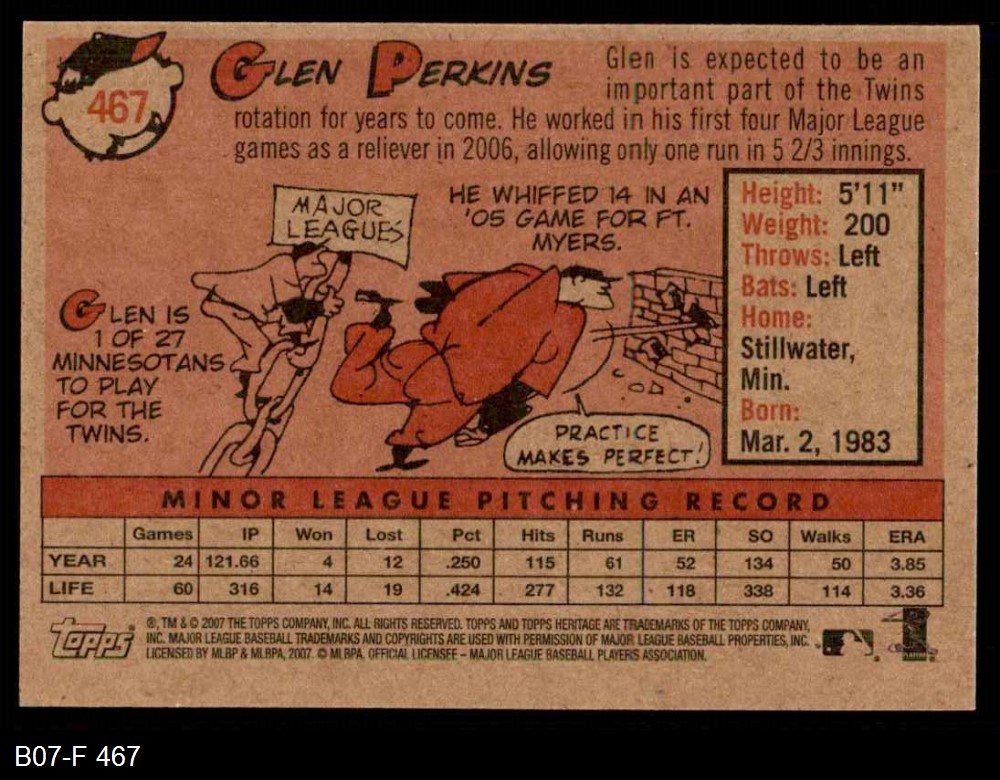 467
GLEN PERKINS
Glen is expected to be an
important part of the Twins
rotation for years to come. He worked in his first four Major League
games as a reliever in 2006, allowing only one run in 5 2/3 innings.
MAJOR
LEAGUES
HE WHIFFED 14 IN AN
'05 GAME FOR FT.
MYERS.
GLEN IS
1 OF 27
MINNESOTANS
TO PLAY
FOR THE
TWINS.
PRACTICE
MAKES PERFECT!
Height: 5'11"
Weight: 200
Throws: Left
Bats: Left
Home:
Stillwater,
Min.
Born:
Mar. 2, 1983
MINOR LEAGUE PITCHING RECORD
Games IP Won Lost Pct Hits Runs ER SO Walks ERA
YEAR 24 121.66 4 12 .250 115 61 52 134 50 3.85
LIFE 60 316 14 19 .424 277 132 118 338 114 3.36
Topps
®, TM & © 2007 THE TOPPS COMPANY, INC. ALL RIGHTS RESERVED. TOPPS AND TOPPS HERITAGE ARE TRADEMARKS OF THE TOPPS COMPANY,
INC. MAJOR LEAGUE BASEBALL TRADEMARKS AND COPYRIGHTS ARE USED WITH PERMISSION OF MAJOR LEAGUE BASEBALL PROPERTIES, INC.
LICENSED BY MLBP & MLBPA, 2007. © MLBPA. OFFICIAL LICENSEE – MAJOR LEAGUE BASEBALL PLAYERS ASSOCIATION.
B07-F 467